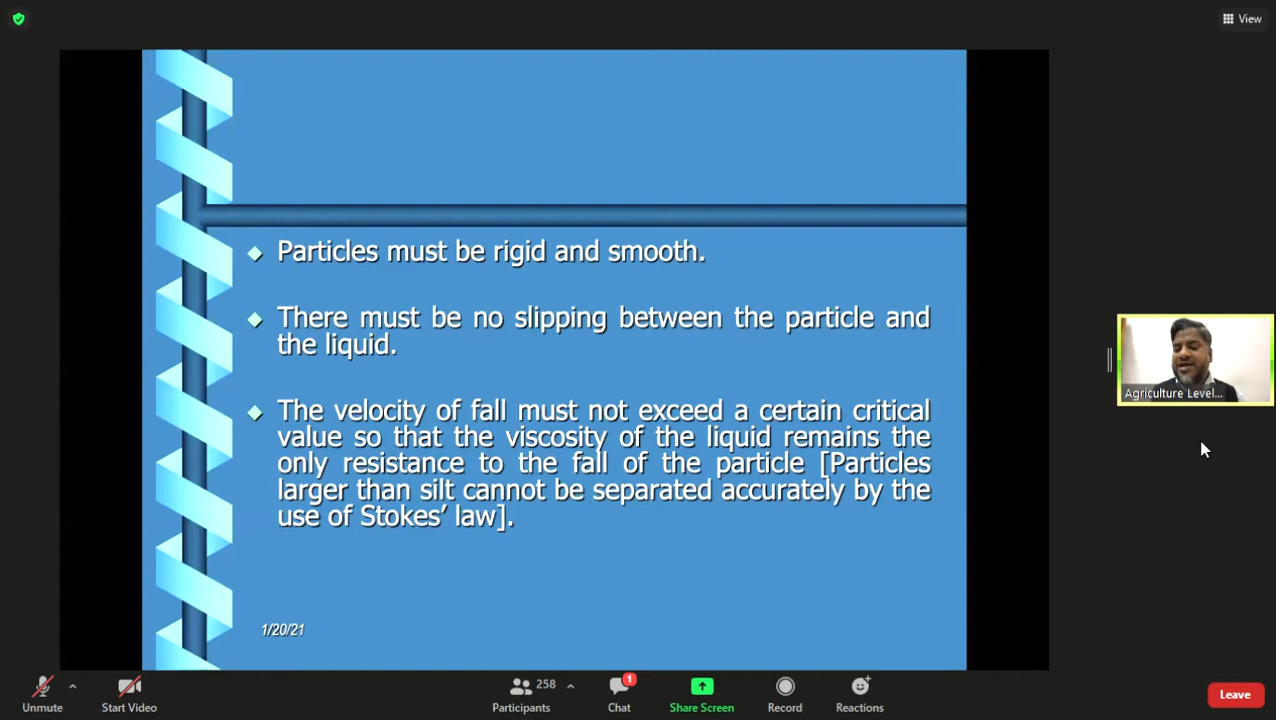 View
Particles must be rigid and smooth.
There must be no slipping between the particle and
the liquid.
The velocity of fall must not exceed a certain critical
value so that the viscosity of the liquid remains the
only resistance to the fall of the particle [Particles
larger than silt cannot be separated accurately by the
use of Stokes’ law].
1/20/21
Agriculture Level...
258
1
Unmute
Start Video
Participants
Chat
Share Screen
Record
Reactions
Leave